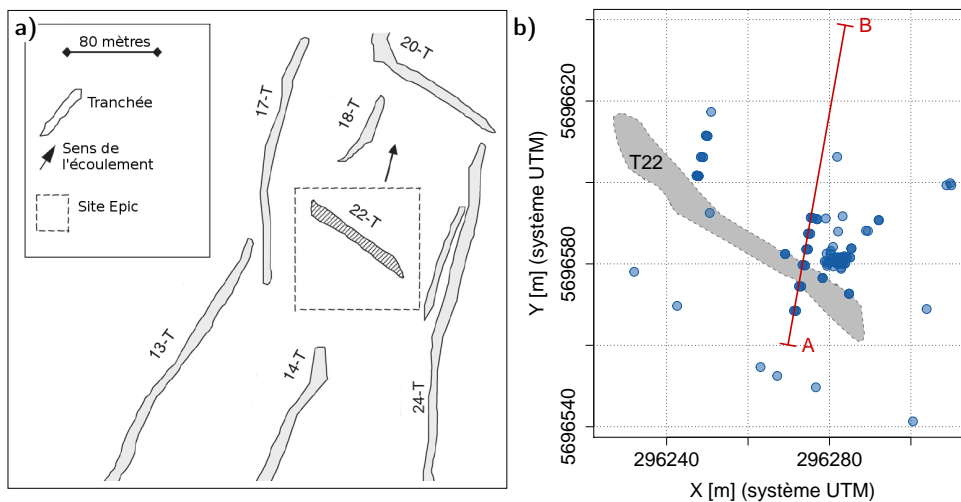 a)
80 mètres
Tranchée
Sens de
l'écoulement
Site Epic
17-T
20-T
18-T
22-T
13-T
14-T
24-T
b)
B
T22
A
5696620
5696580
5696540
Y [m] (système UTM)
296240
296280
X [m] (système UTM)